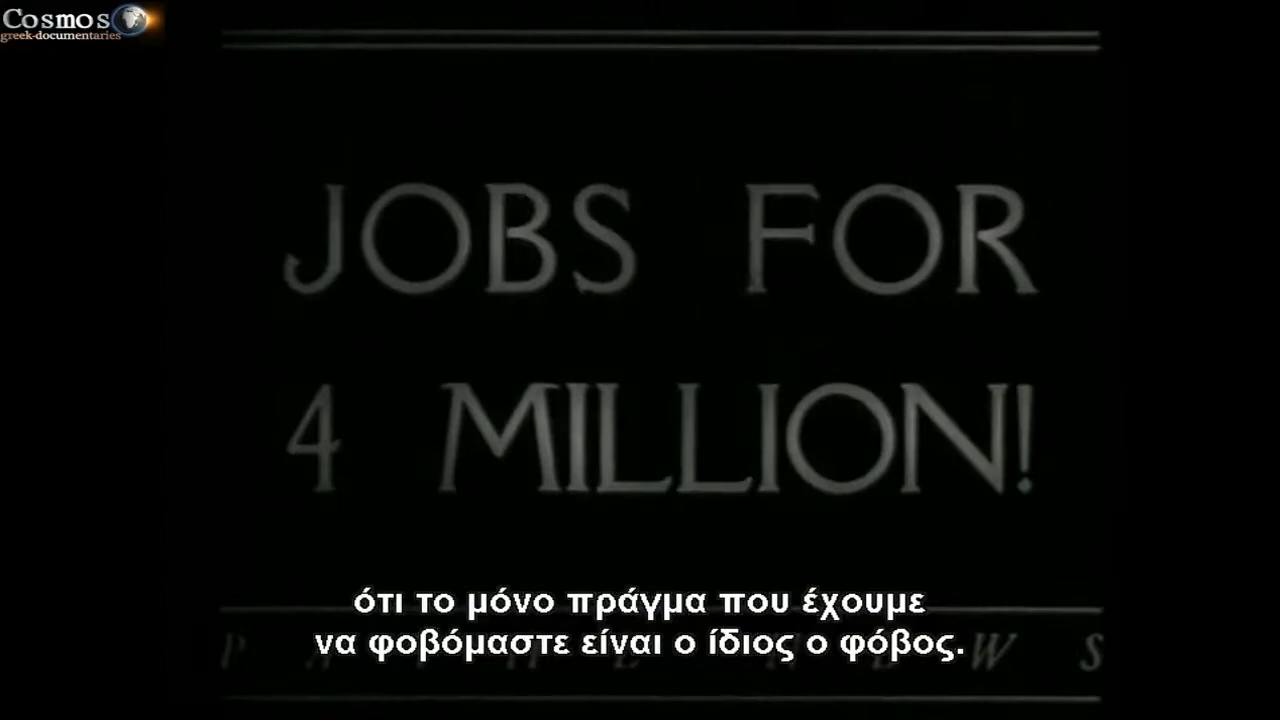 Cosmos
greek-documentaries
JOBS FOR
4 MILLION!
ότι το μόνο πράγμα που έχουμε
να φοβόμαστε είναι ο ίδιος ο φόβος.